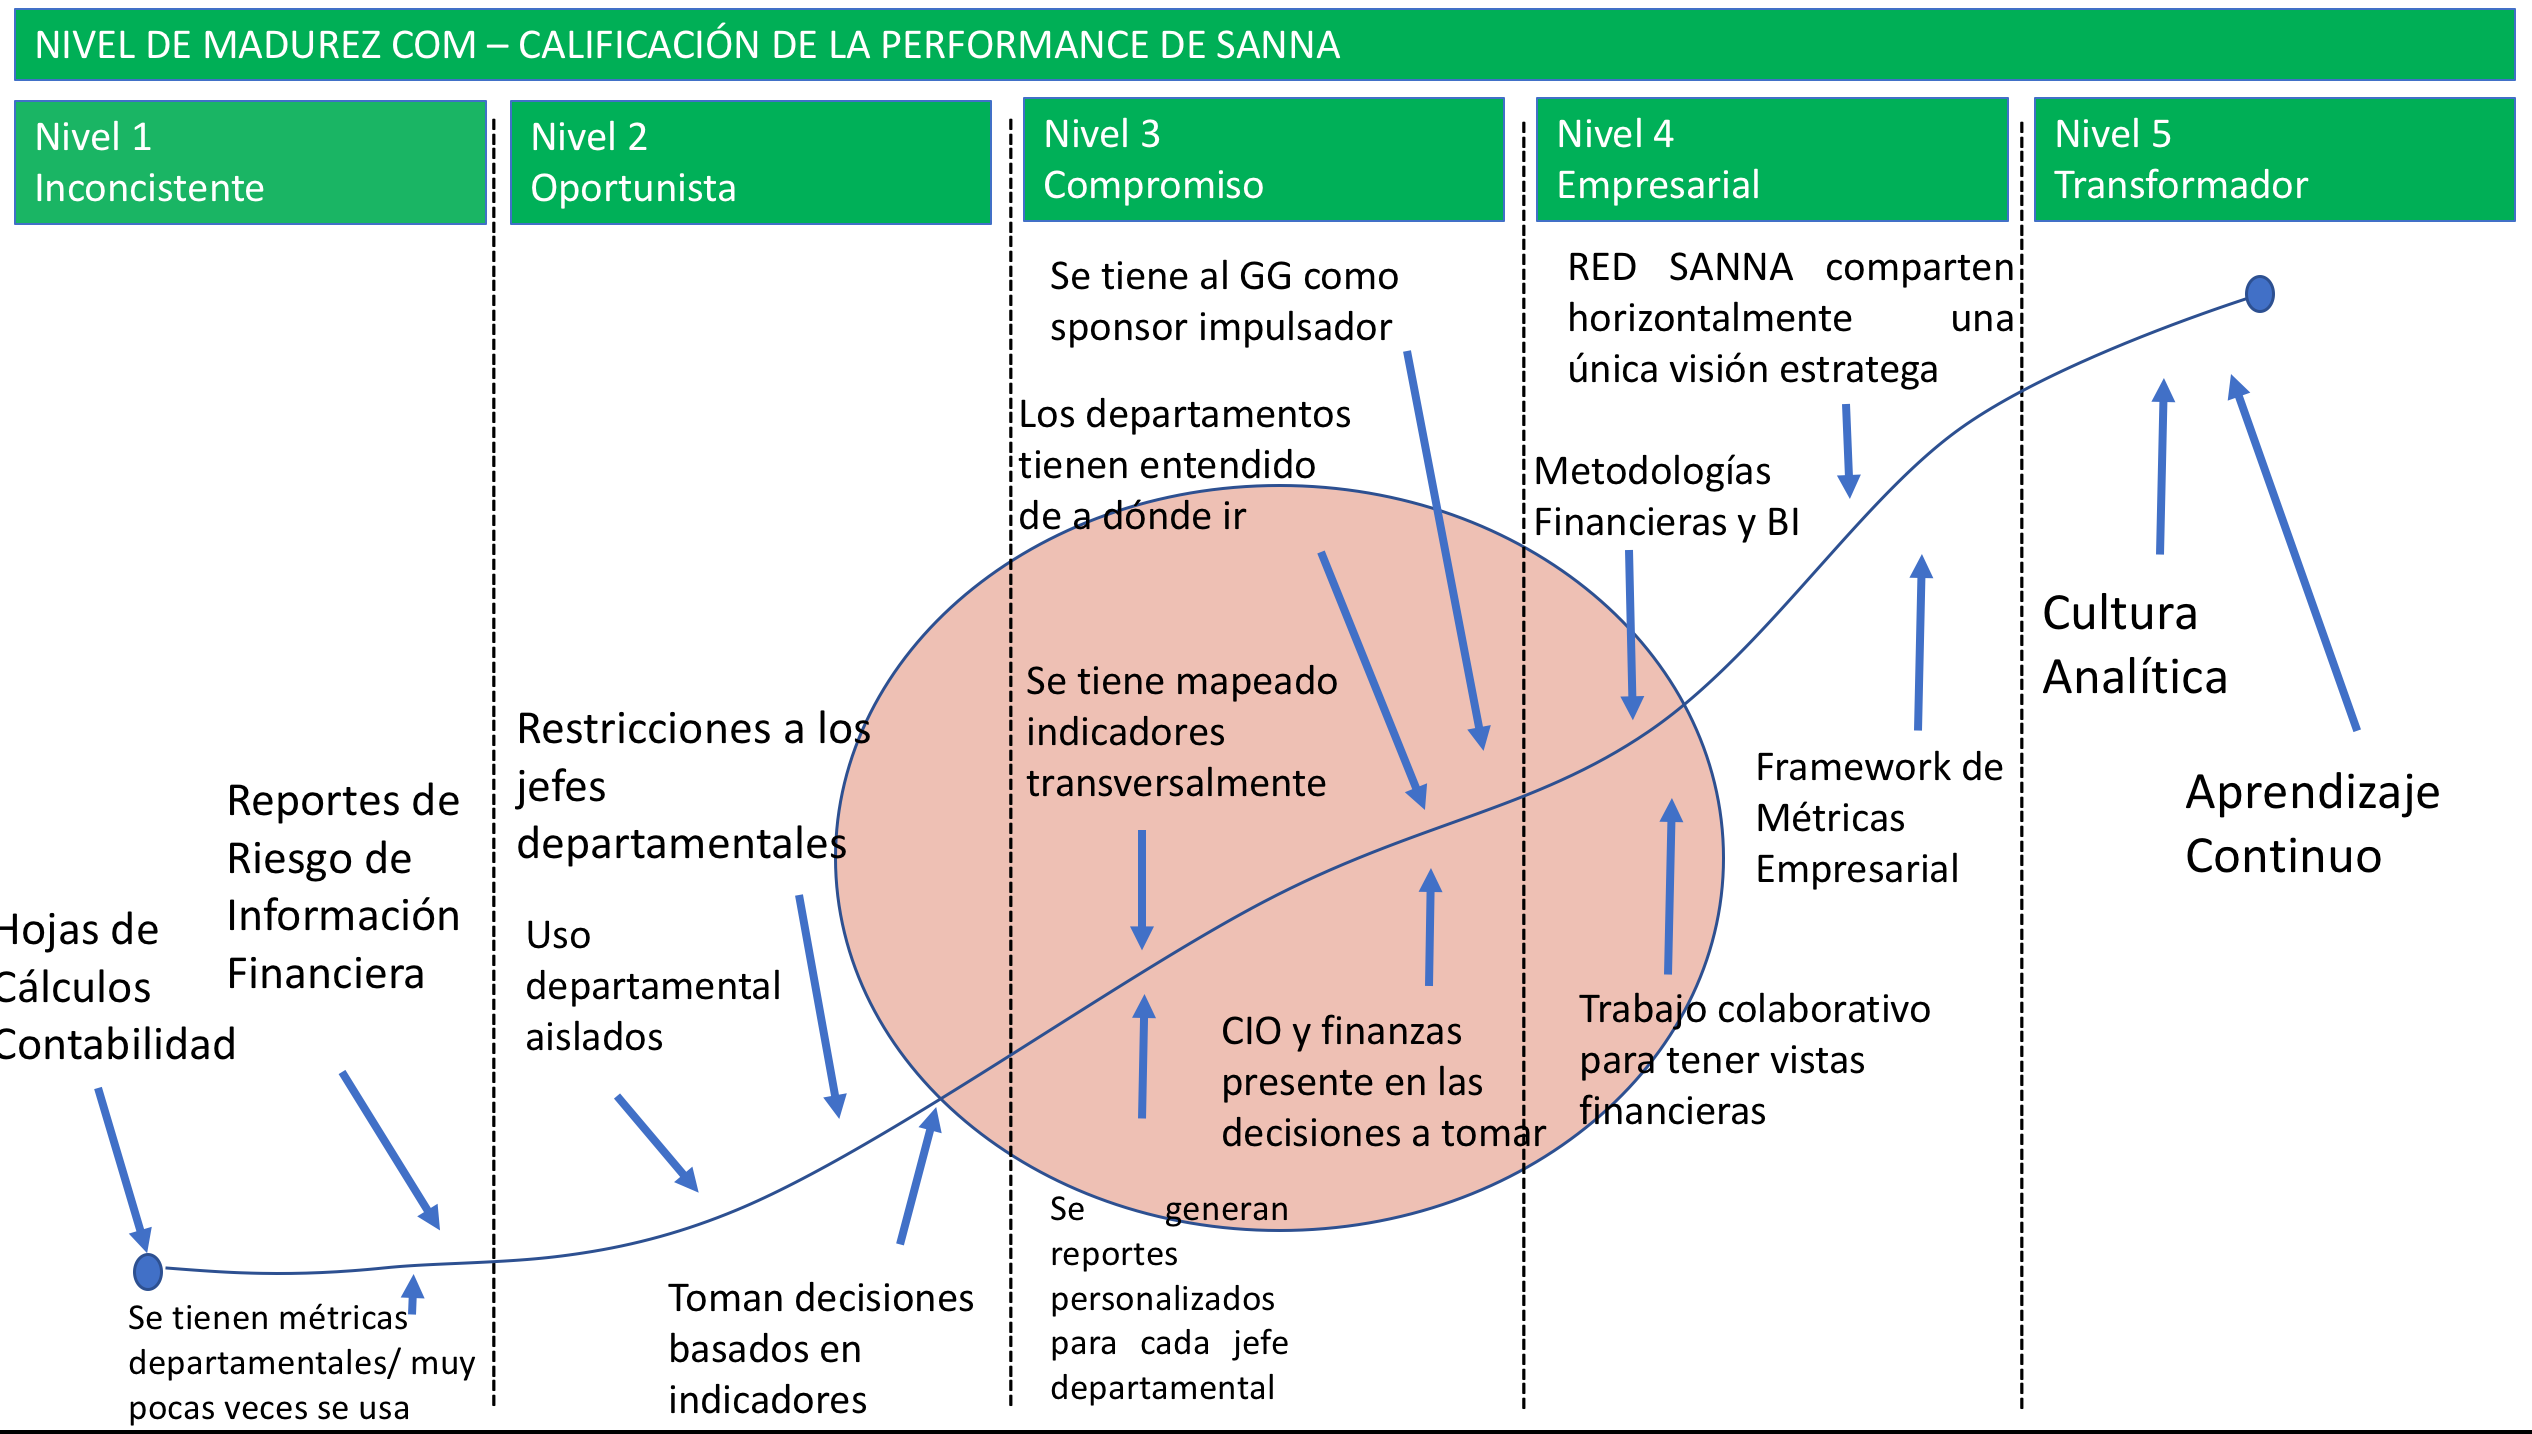 NIVEL DE MADUREZ COM – CALIFICACIÓN DE LA PERFORMANCE DE SANNA
Nivel 1
Inconcistente
Nivel 2
Oportunista
Nivel 3
Compromiso
Nivel 4
Empresarial
Nivel 5
Transformador
Hojas de
Cálculos
Contabilidad
Reportes de
Riesgo de
Información
Financiera
Se tienen métricas
departamentales/ muy
pocas veces se usa
Restricciones a los
jefes
departamentales
Uso
departamental
aislados
Toman decisiones
basados en
indicadores
Se tiene al GG como
sponsor impulsador
Los departamentos
tienen entendido
de a dónde ir
Se tiene mapeado
indicadores
transversalmente
CIO y finanzas
presente en las
decisiones a tomar
Se generan
reportes
personalizados
para cada jefe
departamental
RED SANNA comparten
horizontalmente una
única visión estratega
Metodologías
Financieras y BI
Framework de
Métricas
Empresarial
Trabajo colaborativo
para tener vistas
financieras
Cultura
Analítica
Aprendizaje
Continuo